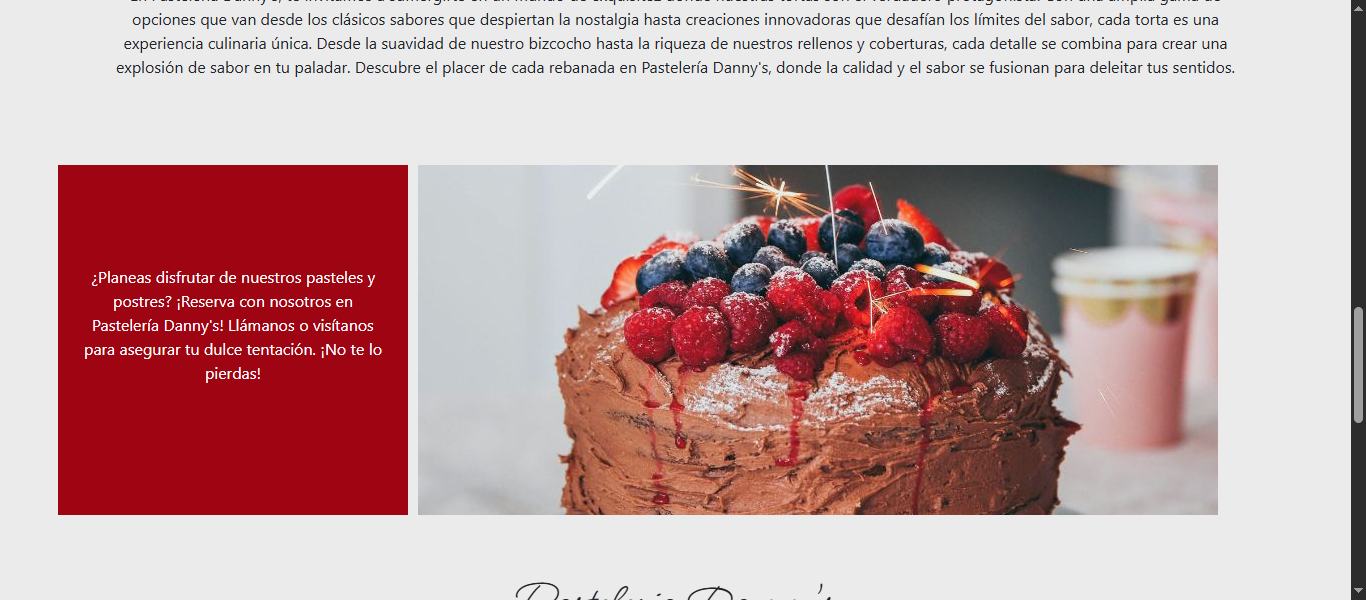 opciones que van desde los clásicos sabores que despiertan la nostalgia hasta creaciones innovadoras que desafían los límites del sabor, cada torta es una
experiencia culinaria única. Desde la suavidad de nuestro bizcocho hasta la riqueza de nuestros rellenos y coberturas, cada detalle se combina para crear una
explosión de sabor en tu paladar. Descubre el placer de cada rebanada en Pastelería Danny's, donde la calidad y el sabor se fusionan para deleitar tus sentidos.
¿Planeas disfrutar de nuestros pasteles y
postres? ¡Reserva con nosotros en
Pastelería Danny's! Llámanos o visítanos
para asegurar tu dulce tentación. ¡No te lo
pierdas!
Pastelería Danny's